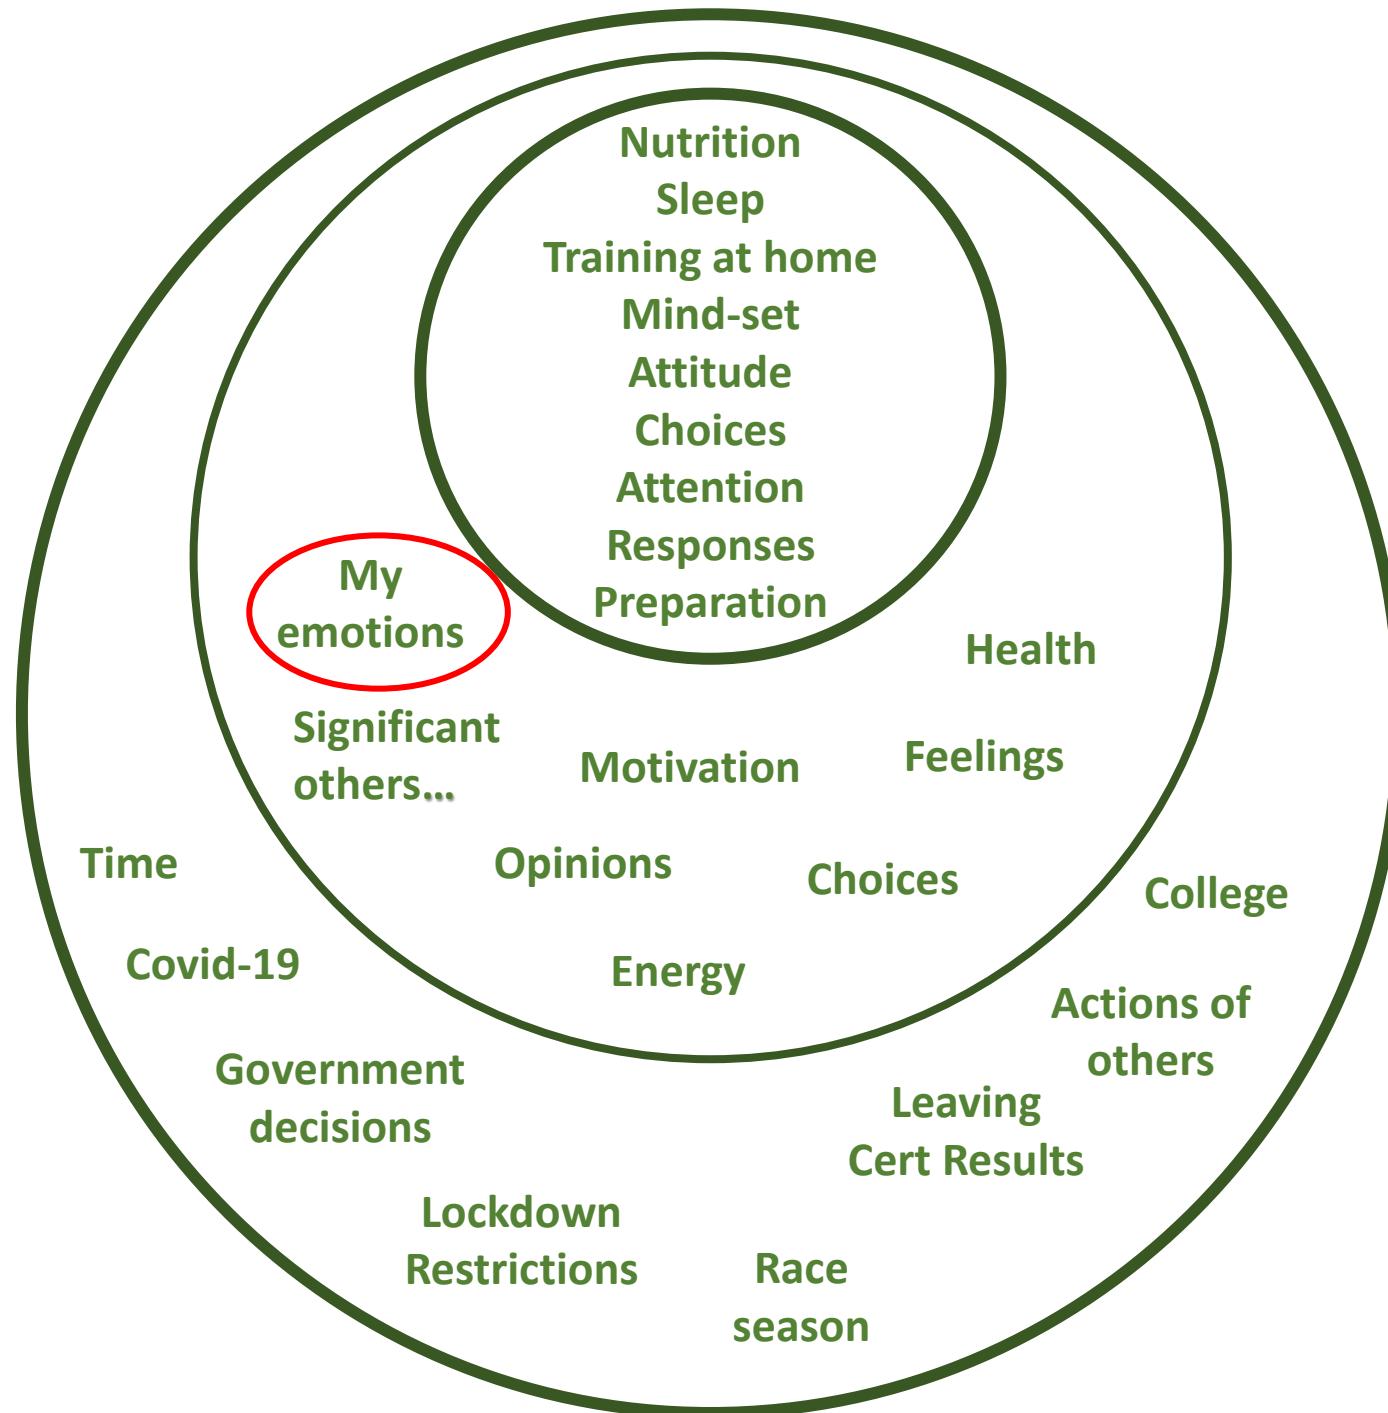 Nutrition
Sleep
Training at home
Mind-set
Attitude
Choices
Attention
Responses
Preparation
My
emotions
Health
Significant
others...
Motivation
Feelings
Opinions
Choices
Energy
Time
Covid-19
Government
decisions
Lockdown
Restrictions
Race
season
Leaving
Cert Results
Actions of
others
College